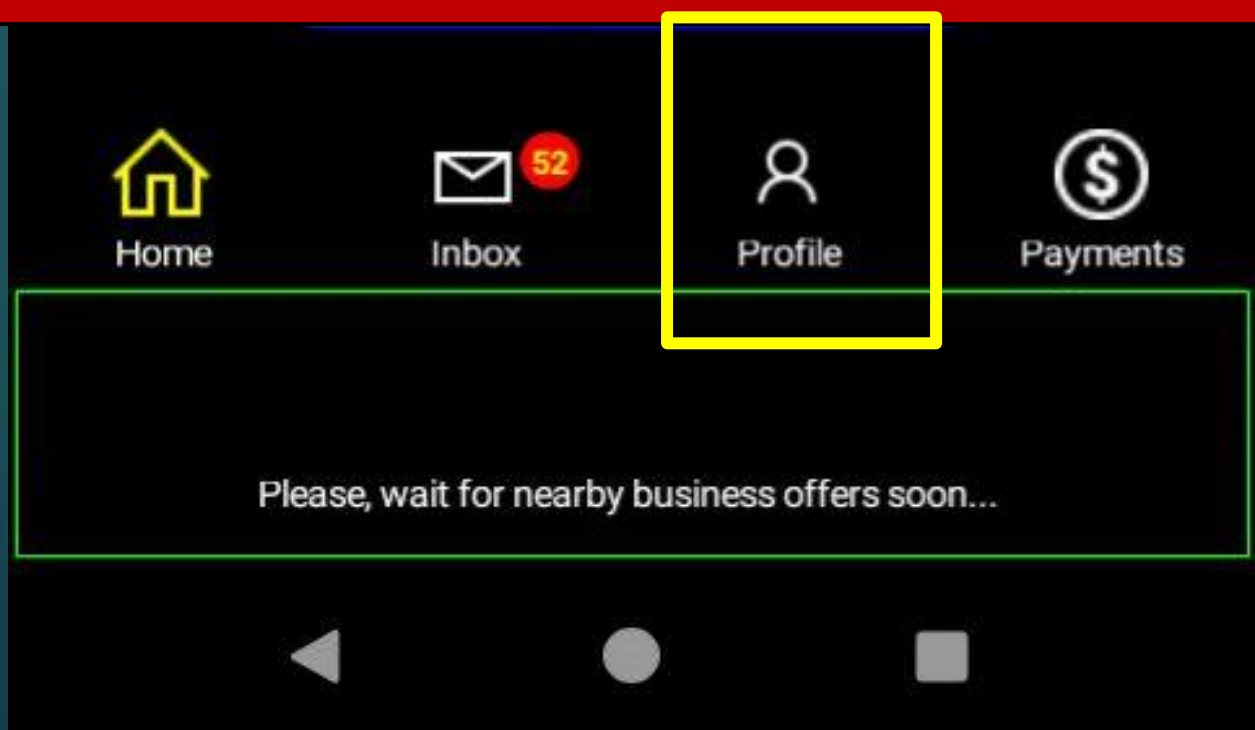 52
Home Inbox Profile Payments
Please, wait for nearby business offers soon...